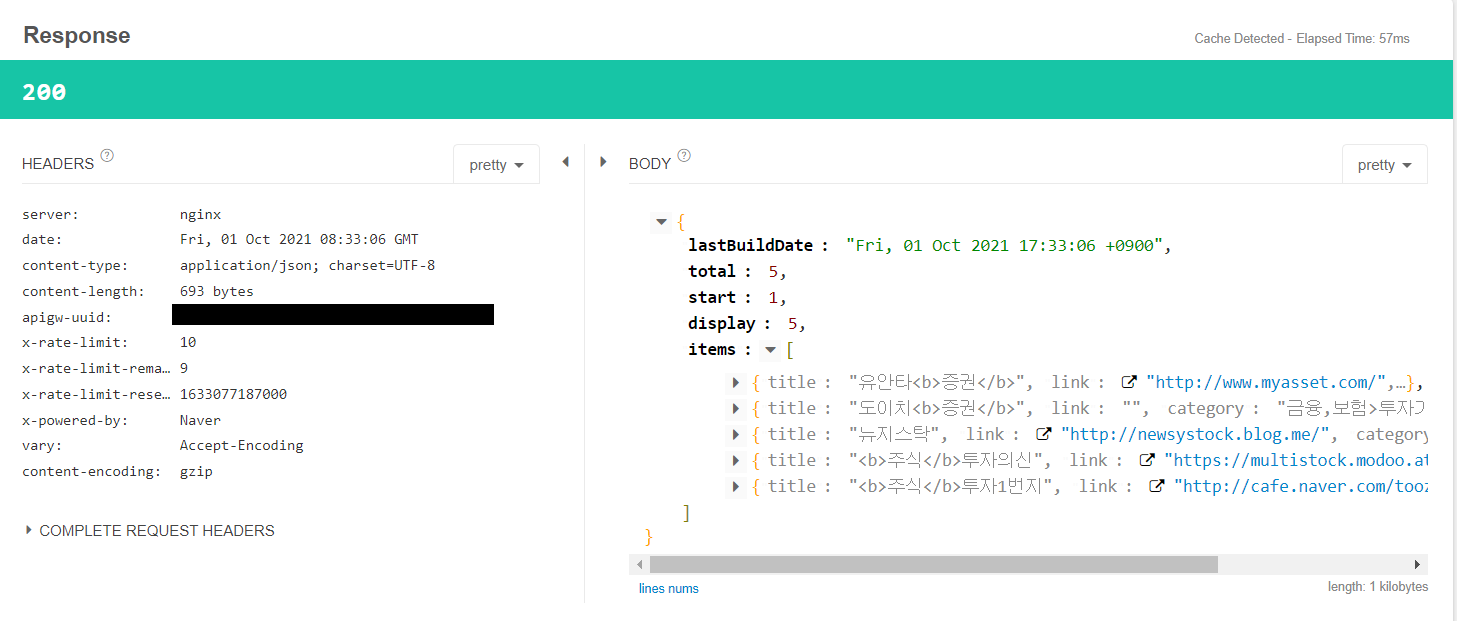 Response
Cache Detected - Elapsed Time: 57ms
200
HEADERS ?
pretty
server: nginx
date: Fri, 01 Oct 2021 08:33:06 GMT
content-type: application/json; charset=UTF-8
content-length: 693 bytes
apigw-uuid:
x-rate-limit: 10
x-rate-limit-rema… 9
x-rate-limit-rese… 1633077187000
x-powered-by: Naver
vary: Accept-Encoding
content-encoding: gzip
COMPLETE REQUEST HEADERS
BODY ?
pretty
{
lastBuildDate : "Fri, 01 Oct 2021 17:33:06 +0900",
total : 5,
start : 1,
display : 5,
items : [
{ title : "유안타<b>증권</b>", link : "http://www.myasset.com/",…},
{ title : "도이치<b>증권</b>", link : "", category : "금융,보험>투자기
{ title : "뉴지스탁", link : "http://newsystock.blog.me/", category
{ title : "<b>주식</b>투자의신", link : "https://multistock.modoo.at
{ title : "<b>주식</b>투자1번지", link : "http://cafe.naver.com/tooz
]
}
lines nums
length: 1 kilobytes